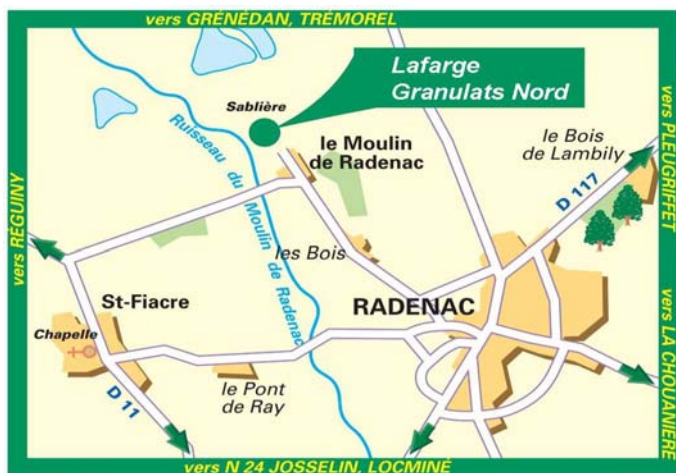 vers GRÉNÉDAN, TRÉMOREL
Lafarge
Granulats Nord
Sablière
Ruisseau du Moulin de Radenac
le Moulin
de Radenac
le Bois
de Lambily
vers PLEUGRIFFET
D 117
vers RÉGUINY
les Bois
St-Fiacre
RADENAC
Chapelle
le Pont
de Ray
D 11
vers LA CHOUANIERE
vers N 24 JOSSELIN, LOCMINÉ